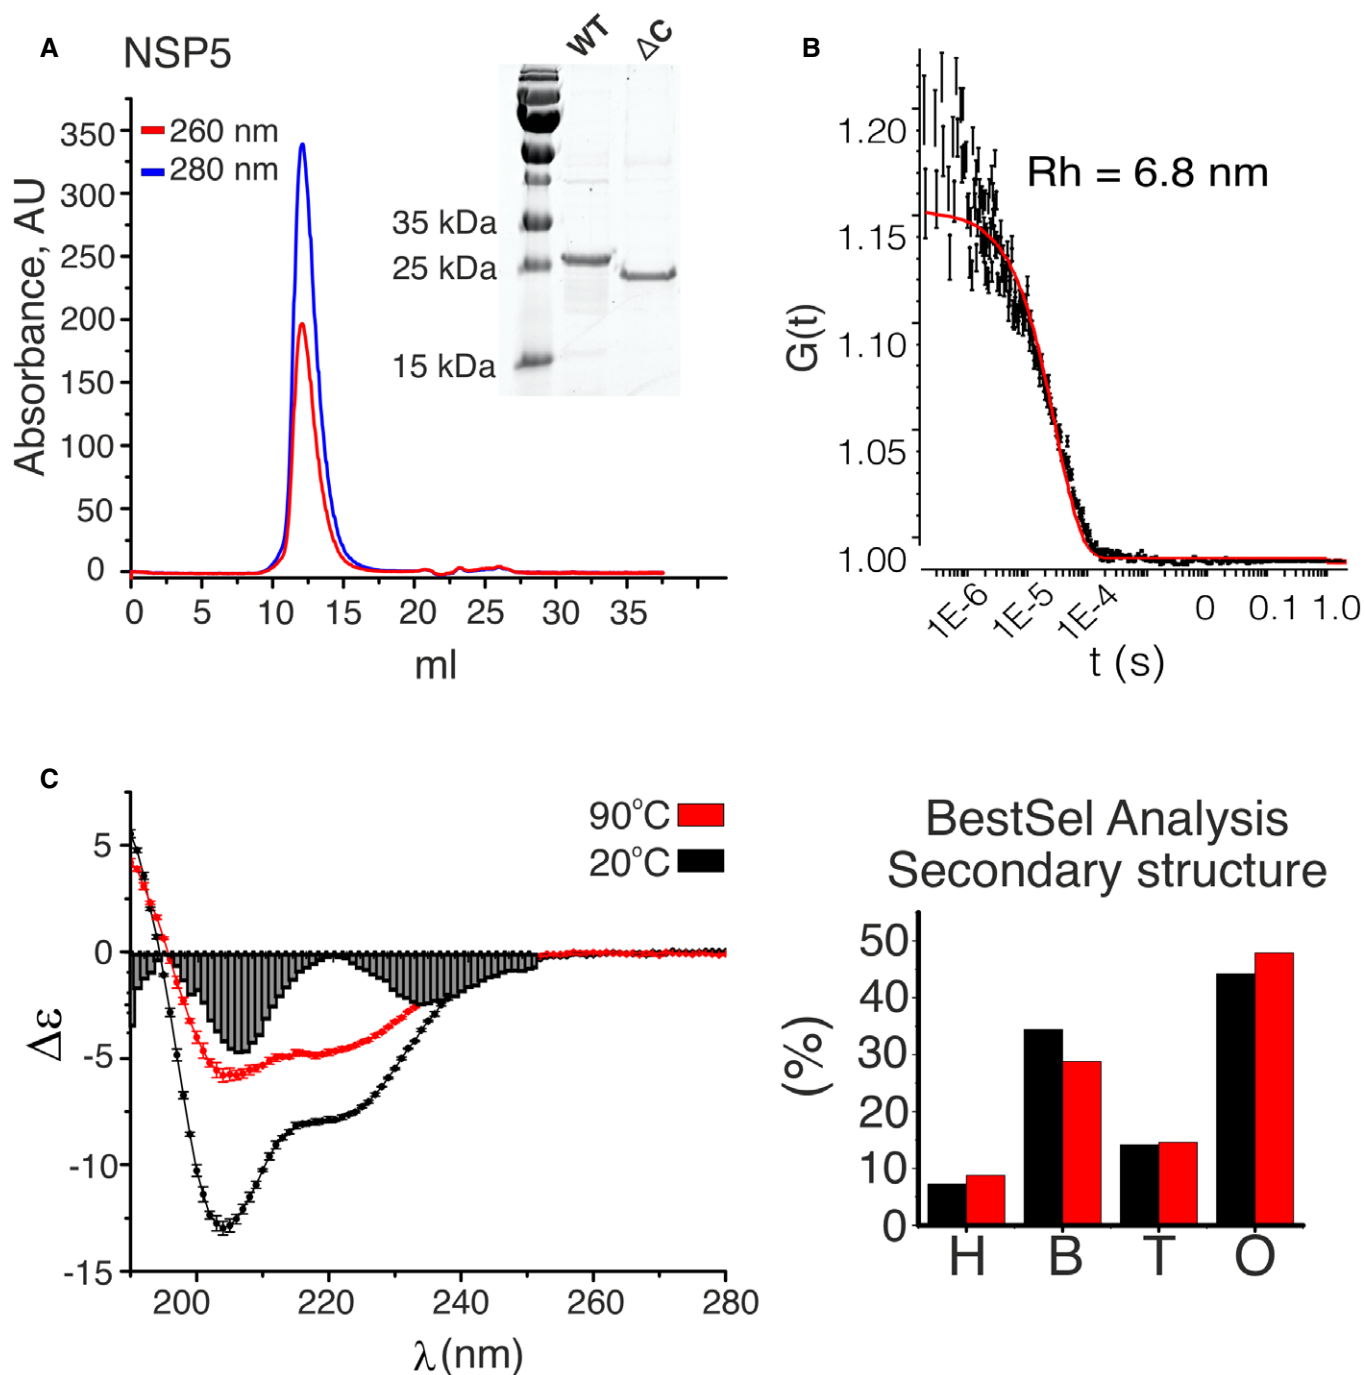 A
NSP5
260 nm
280 nm
Absorbance, AU
350
300
250
200
150
100
50
0
0 5 10 15 20 25 30 35
ml
WT ΔC
35 kDa
25 kDa
15 kDa
B
Rh = 6.8 nm
G(t)
1.20
1.15
1.10
1.05
1.00
1E-6 1E-5 1E-4 0 0.1 1.0
t (s)
C
90°C
20°C
Δε
5
0
-5
-10
-15
200 220 240 260 280
λ (nm)
BestSel Analysis
Secondary structure
(%)
50
40
30
20
10
0
H B T O